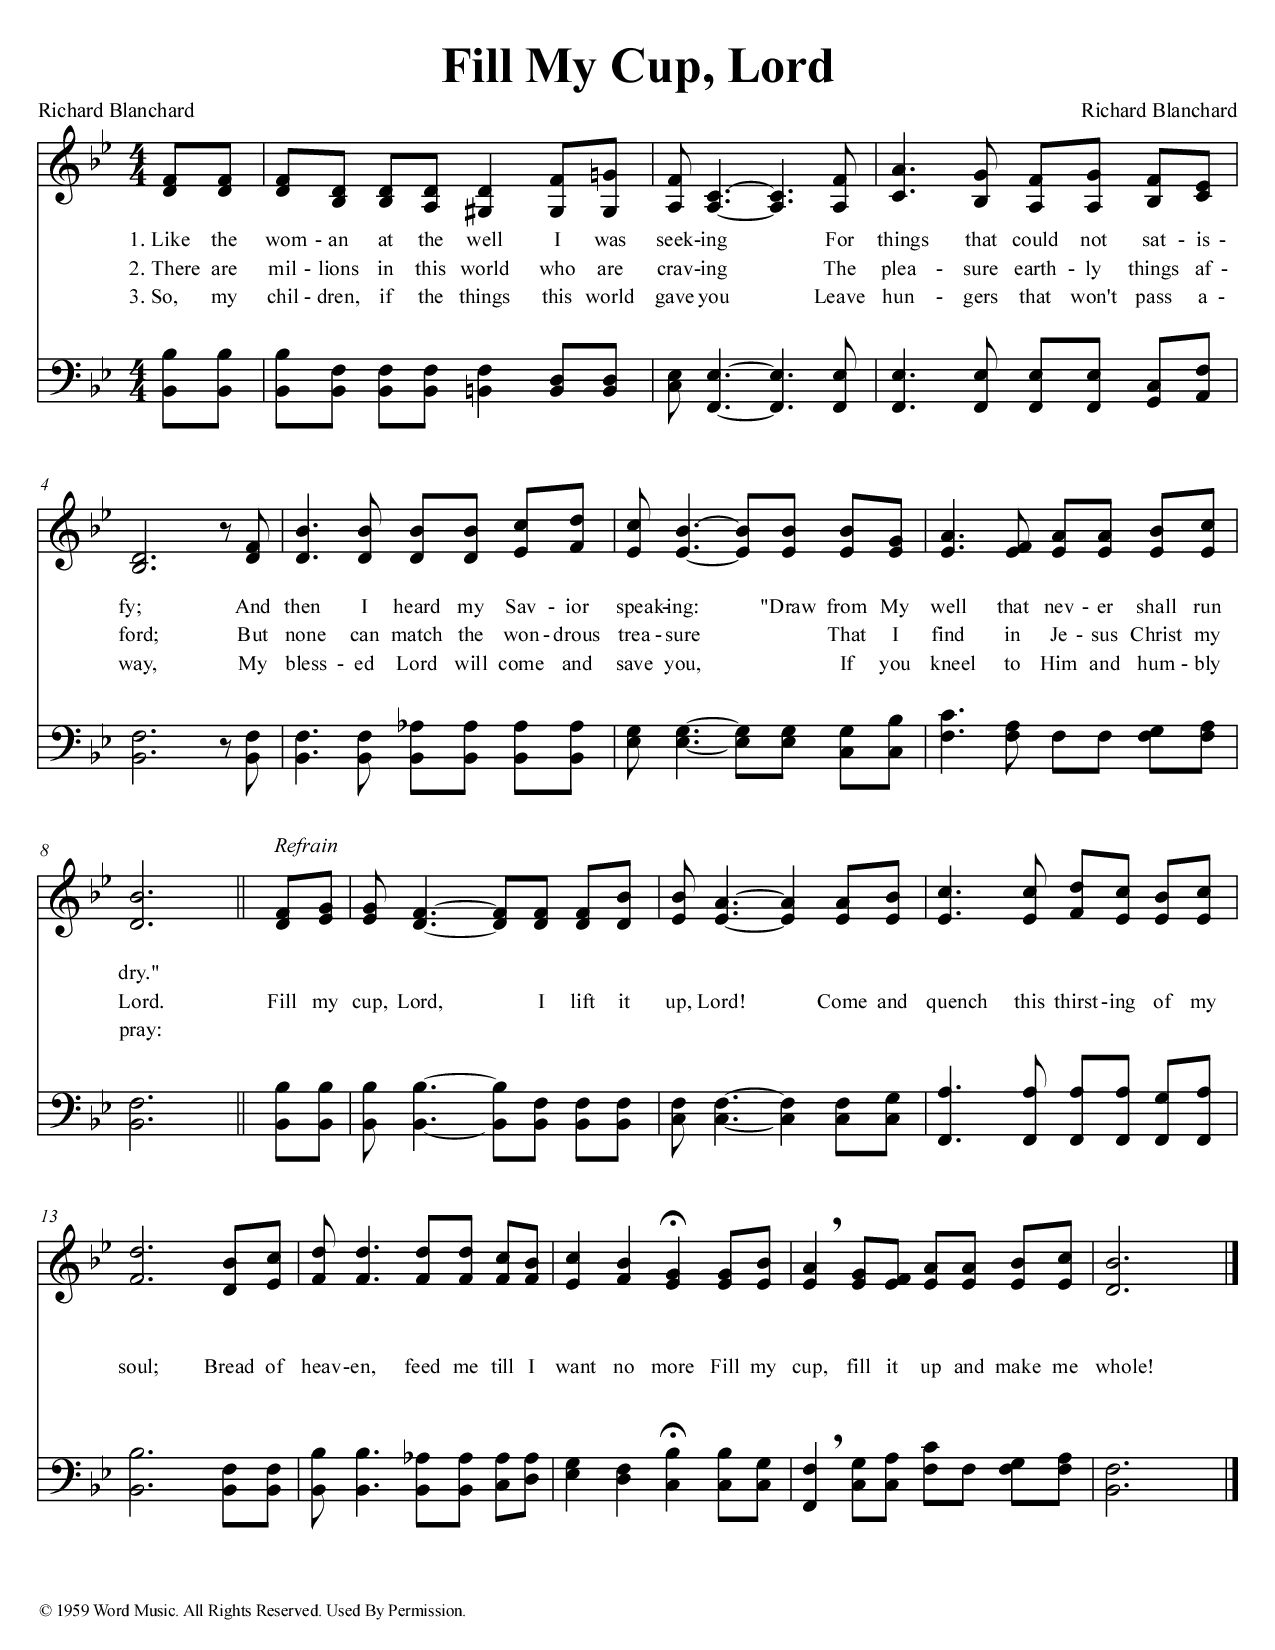 Fill My Cup, Lord
Richard Blanchard Richard Blanchard
1. Like the wom - an at the well I was seek - ing For things that could not sat - is -
2. There are mil - lions in this world who are crav - ing The plea - sure earth - ly things af -
3. So, my chil - dren, if the things this world gave you Leave hun - gers that won't pass a -
4
fy; And then I heard my Sav - ior speak - ing: "Draw from My well that nev - er shall run
ford; But none can match the won - drous trea - sure That I find in Je - sus Christ my
way, My bless - ed Lord will come and save you, If you kneel to Him and hum - bly
8
Refrain
dry."
Lord. Fill my cup, Lord, I lift it up, Lord! Come and quench this thirst - ing of my
pray:
13
soul; Bread of heav - en, feed me till I want no more Fill my cup, fill it up and make me whole!
© 1959 Word Music. All Rights Reserved. Used By Permission.